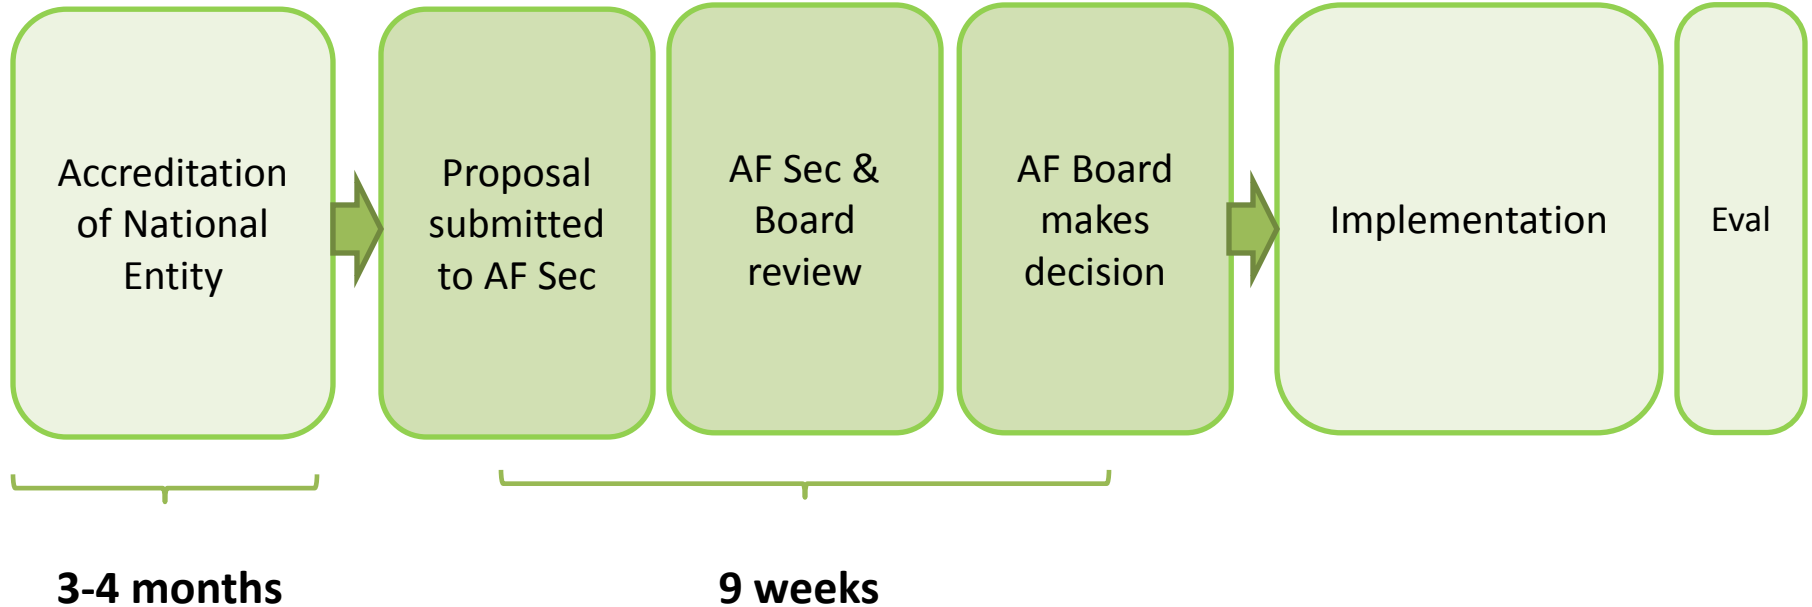 Accreditation
of National
Entity
Proposal
submitted
to AF Sec
AF Sec &
Board
review
AF Board
makes
decision
Implementation
Eval
3-4 months
9 weeks